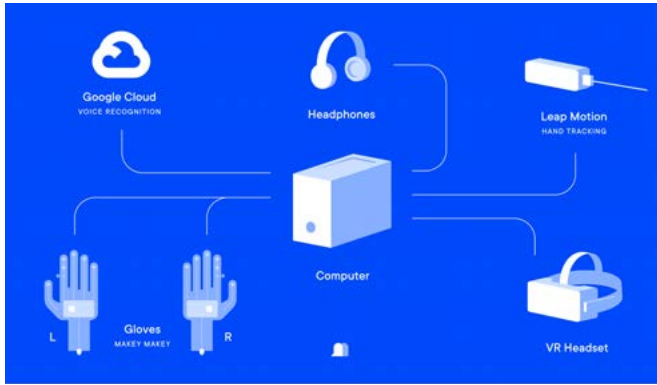 Google Cloud
VOICE RECOGNITION
Headphones
Leap Motion
HAND TRACKING
Computer
L
Gloves
MAKEY MAKEY
R
VR Headset